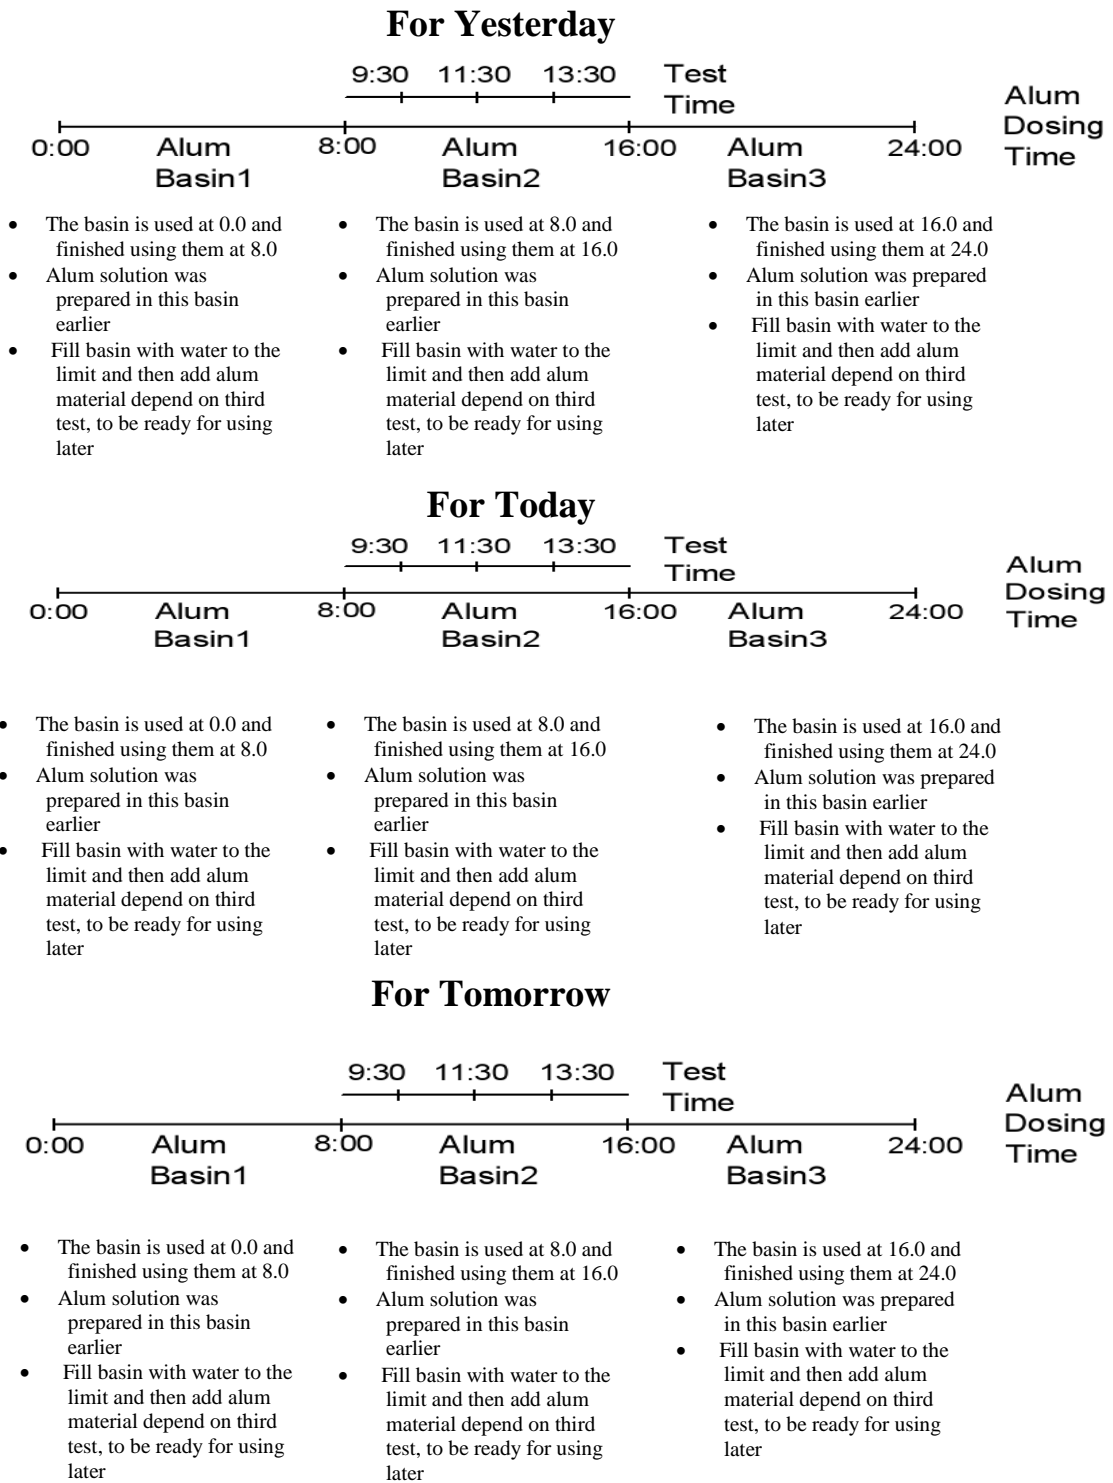 For Yesterday
9:30 11:30 13:30 Test
Time
Alum
Dosing
Time
0:00 Alum 8:00 Alum 16:00 Alum 24:00
Basin1 Basin2 Basin3
• The basin is used at 0.0 and
finished using them at 8.0
• Alum solution was
prepared in this basin
earlier
• Fill basin with water to the
limit and then add alum
material depend on third
test, to be ready for using
later
• The basin is used at 8.0 and
finished using them at 16.0
• Alum solution was
prepared in this basin
earlier
• Fill basin with water to the
limit and then add alum
material depend on third
test, to be ready for using
later
• The basin is used at 16.0 and
finished using them at 24.0
• Alum solution was prepared
in this basin earlier
• Fill basin with water to the
limit and then add alum
material depend on third
test, to be ready for using
later
For Today
9:30 11:30 13:30 Test
Time
Alum
Dosing
Time
0:00 Alum 8:00 Alum 16:00 Alum 24:00
Basin1 Basin2 Basin3
• The basin is used at 0.0 and
finished using them at 8.0
• Alum solution was
prepared in this basin
earlier
• Fill basin with water to the
limit and then add alum
material depend on third
test, to be ready for using
later
• The basin is used at 8.0 and
finished using them at 16.0
• Alum solution was
prepared in this basin
earlier
• Fill basin with water to the
limit and then add alum
material depend on third
test, to be ready for using
later
• The basin is used at 16.0 and
finished using them at 24.0
• Alum solution was prepared
in this basin earlier
• Fill basin with water to the
limit and then add alum
material depend on third
test, to be ready for using
later
For Tomorrow
9:30 11:30 13:30 Test
Time
Alum
Dosing
Time
0:00 Alum 8:00 Alum 16:00 Alum 24:00
Basin1 Basin2 Basin3
• The basin is used at 0.0 and
finished using them at 8.0
• Alum solution was
prepared in this basin
earlier
• Fill basin with water to the
limit and then add alum
material depend on third
test, to be ready for using
later
• The basin is used at 8.0 and
finished using them at 16.0
• Alum solution was
prepared in this basin
earlier
• Fill basin with water to the
limit and then add alum
material depend on third
test, to be ready for using
later
• The basin is used at 16.0 and
finished using them at 24.0
• Alum solution was prepared
in this basin earlier
• Fill basin with water to the
limit and then add alum
material depend on third
test, to be ready for using
later